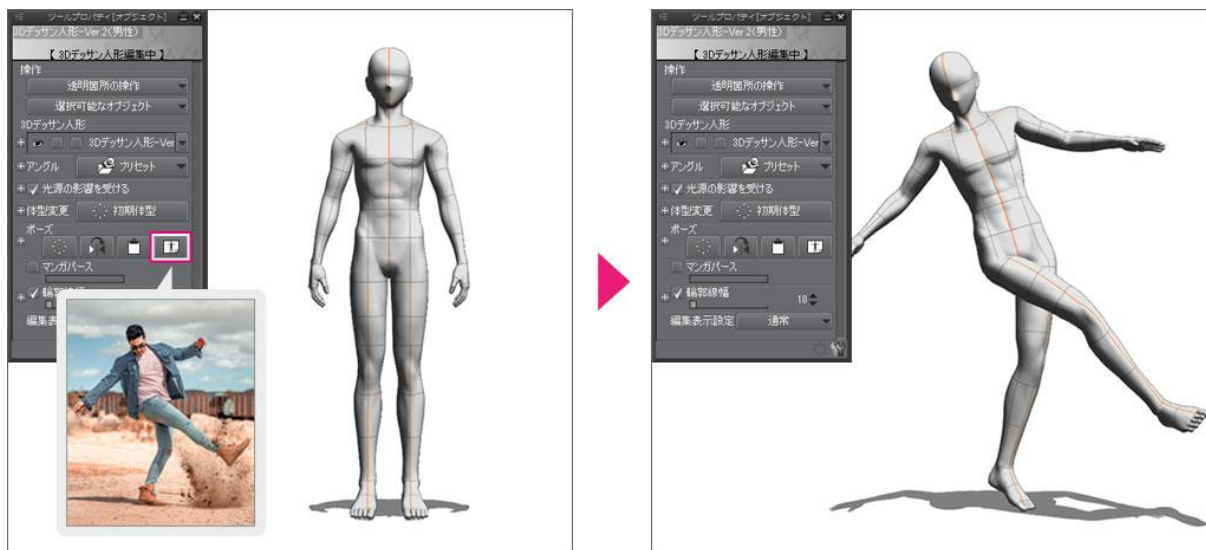 ツールプロパティ[オブジェクト]
3Dデッサン人形-Ver.2(男性)
【 3Dデッサン人形編集中 】
操作
透明箇所の操作
選択可能なオブジェクト
3Dデッサン人形
3Dデッサン人形-Ver
アングル プリセット
光源の影響を受ける
体型変更 初期体型
ポーズ
マンガパース
輪郭線幅
編集表
ツールプロパティ[オブジェクト]
3Dデッサン人形-Ver.2(男性)
【 3Dデッサン人形編集中 】
操作
透明箇所の操作
選択可能なオブジェクト
3Dデッサン人形
3Dデッサン人形-Ver
アングル プリセット
光源の影響を受ける
体型変更 初期体型
ポーズ
マンガパース
輪郭線幅 10
編集表示設定 通常